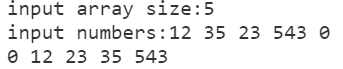 input array size:5
input numbers:12 35 23 543 0
0 12 23 35 543